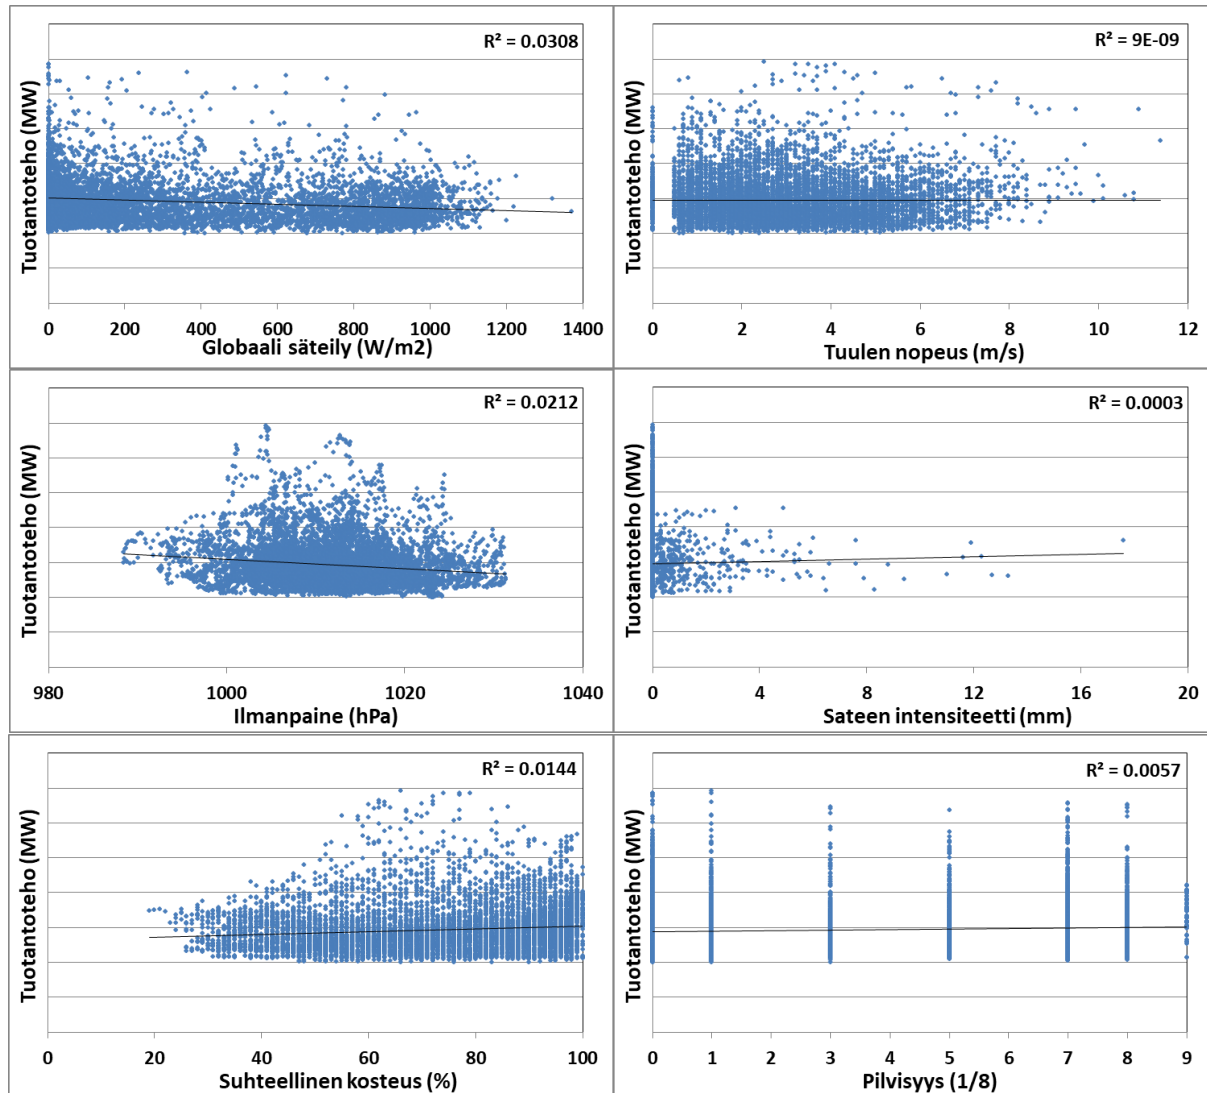 R² = 0.0308
Tuotantoteho (MW)
0 200 400 600 800 1000 1200 1400
Globaali säteily (W/m2)
R² = 9E-09
Tuotantoteho (MW)
0 2 4 6 8 10 12
Tuulen nopeus (m/s)
R² = 0.0212
Tuotantoteho (MW)
980 1000 1020 1040
Ilmanpaine (hPa)
R² = 0.0003
Tuotantoteho (MW)
0 4 8 12 16 20
Sateen intensiteetti (mm)
R² = 0.0144
Tuotantoteho (MW)
0 20 40 60 80 100
Suhteellinen kosteus (%)
R² = 0.0057
Tuotantoteho (MW)
0 1 2 3 4 5 6 7 8 9
Pilvisyys (1/8)